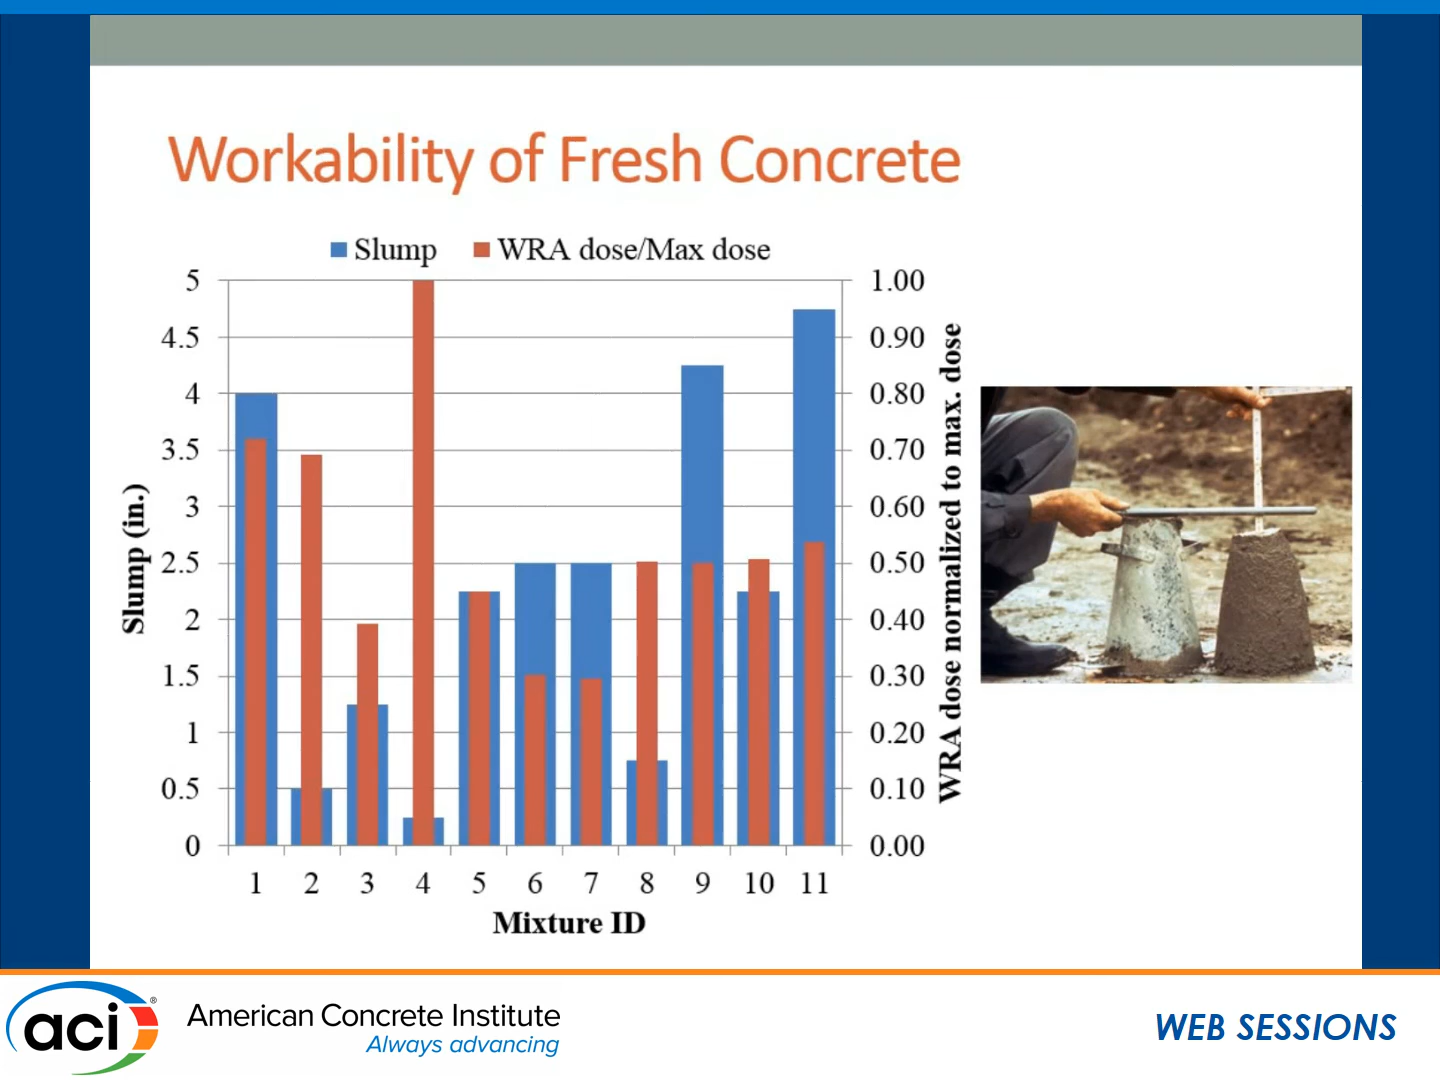 Workability of Fresh Concrete
Slump WRA dose/Max dose
5 1.00
4.5 0.90
4 0.80
3.5 0.70
3 0.60
2.5 0.50
2 0.40
1.5 0.30
1 0.20
0.5 0.10
0 0.00
Slump (in.)
WRA dose normalized to max. dose
1 2 3 4 5 6 7 8 9 10 11
Mixture ID
aci ®
American Concrete Institute
Always advancing
WEB SESSIONS